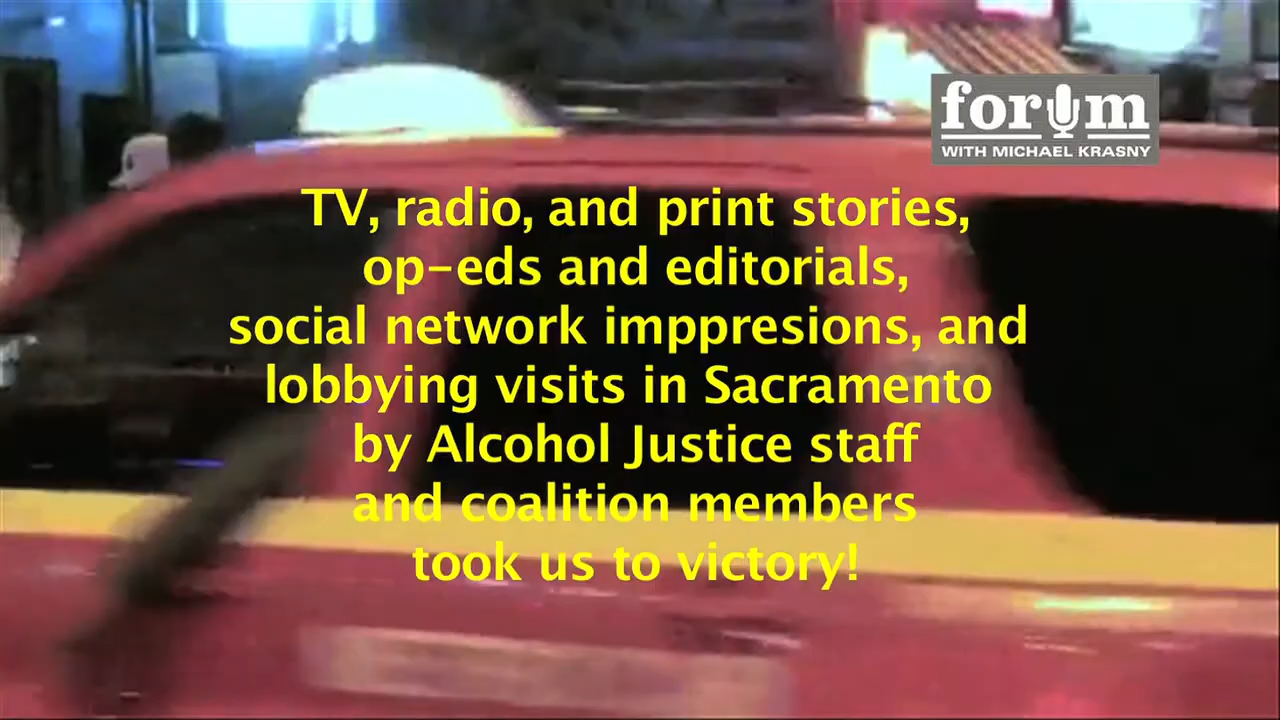 forum
WITH MICHAEL KRASNY
TV, radio, and print stories,
op-eds and editorials,
social network imppresions, and
lobbying visits in Sacramento
by Alcohol Justice staff
and coalition members
took us to victory!